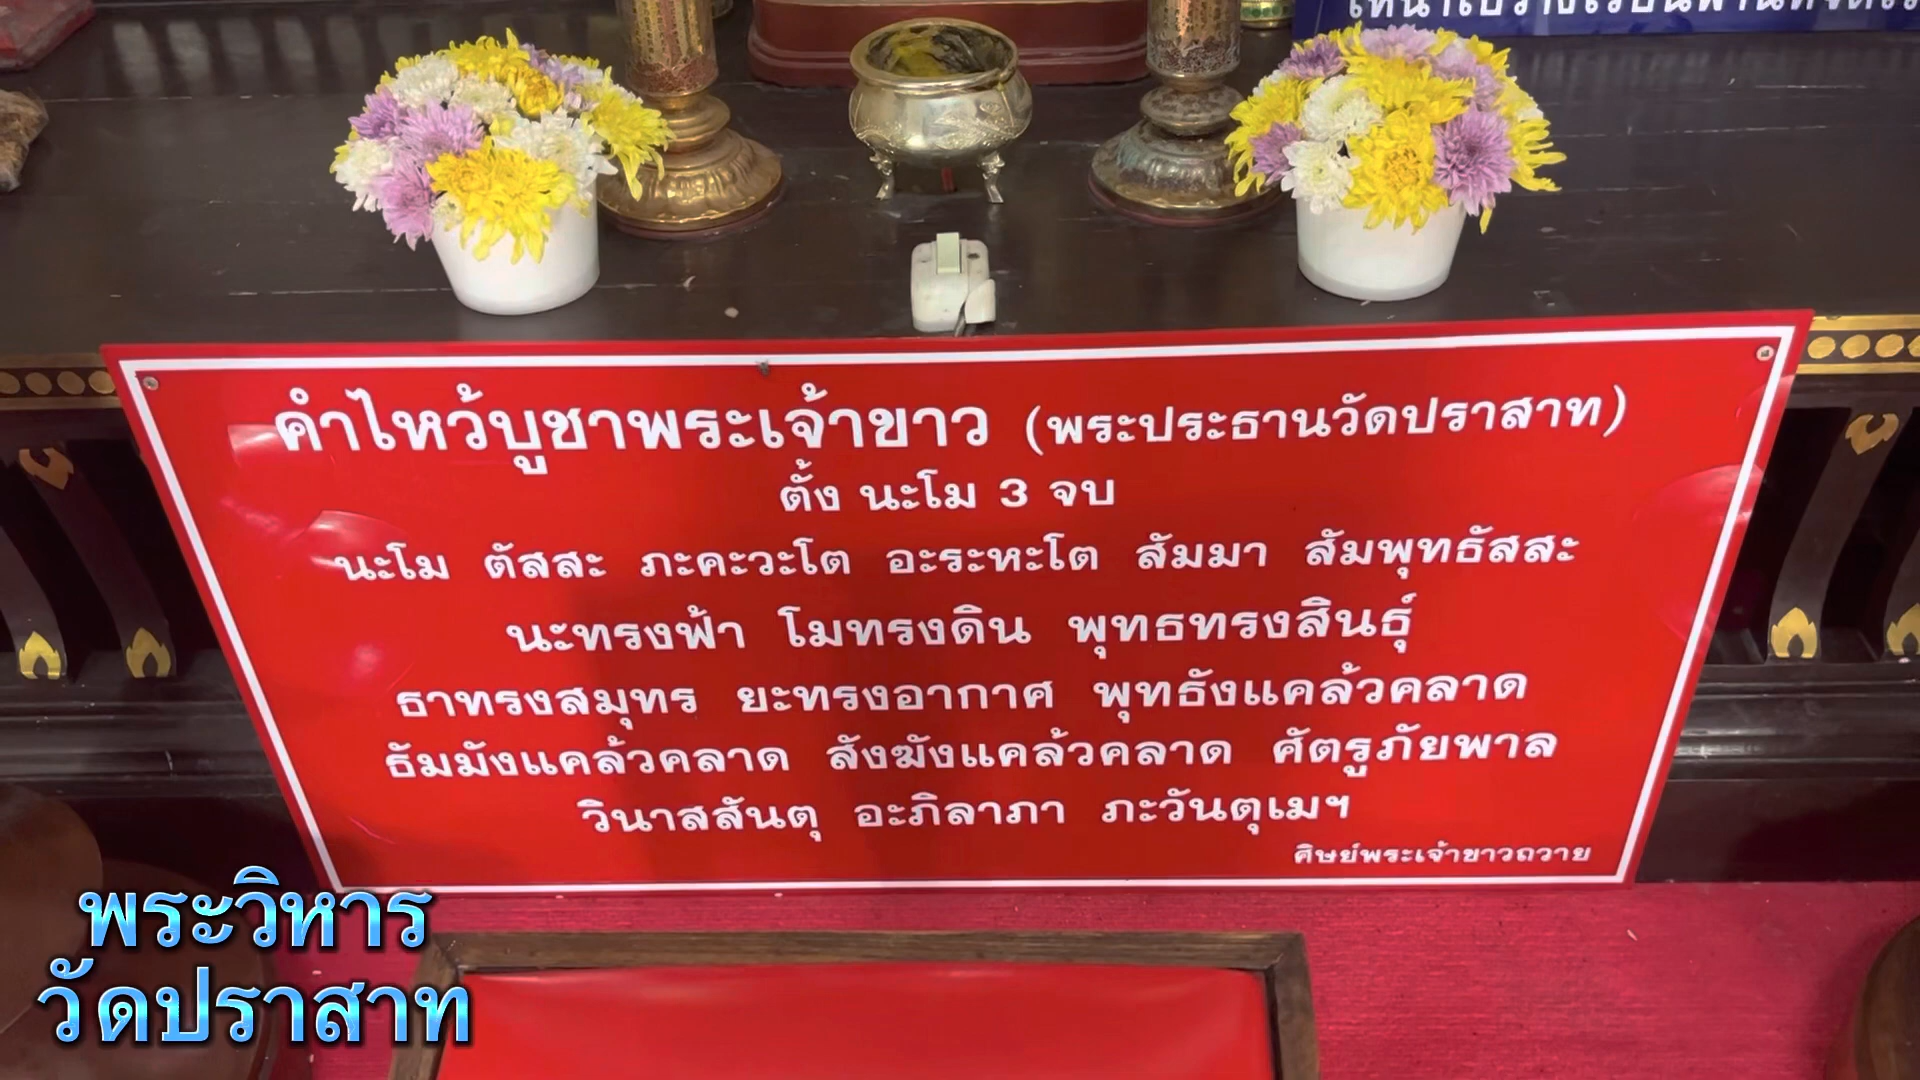 คำไหว้บูชาพระเจ้าขาว (พระประธานวัดปราสาท)
ตั้ง นะโม 3 จบ
นะโม ตัสสะ ภะคะวะโต อะระหะโต สัมมา สัมพุทธัสสะ
นะทรงฟ้า โมทรงดิน พุทธทรงสินธุ์
ธาทรงสมุทร ยะทรงอากาศ พุทธังแคล้วคลาด
ธัมมังแคล้วคลาด สังฆังแคล้วคลาด ศัตรูภัยพาล
วินาสสันตุ อะภิลาภา ภะวันตุเมฯ
ศิษย์พระเจ้าขาวถวาย
พระวิหาร
วัดปราสาท